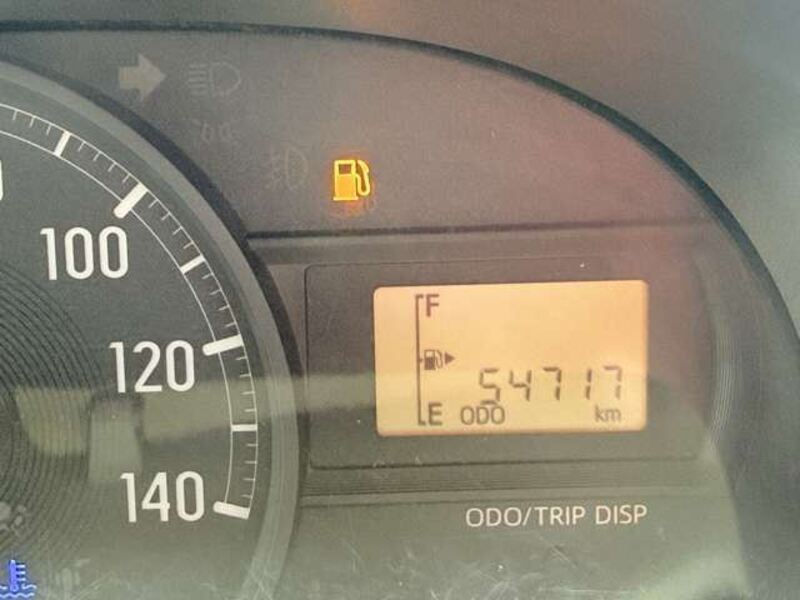 100
120
140
F
54717
E ODO km
ODO/TRIP DISP